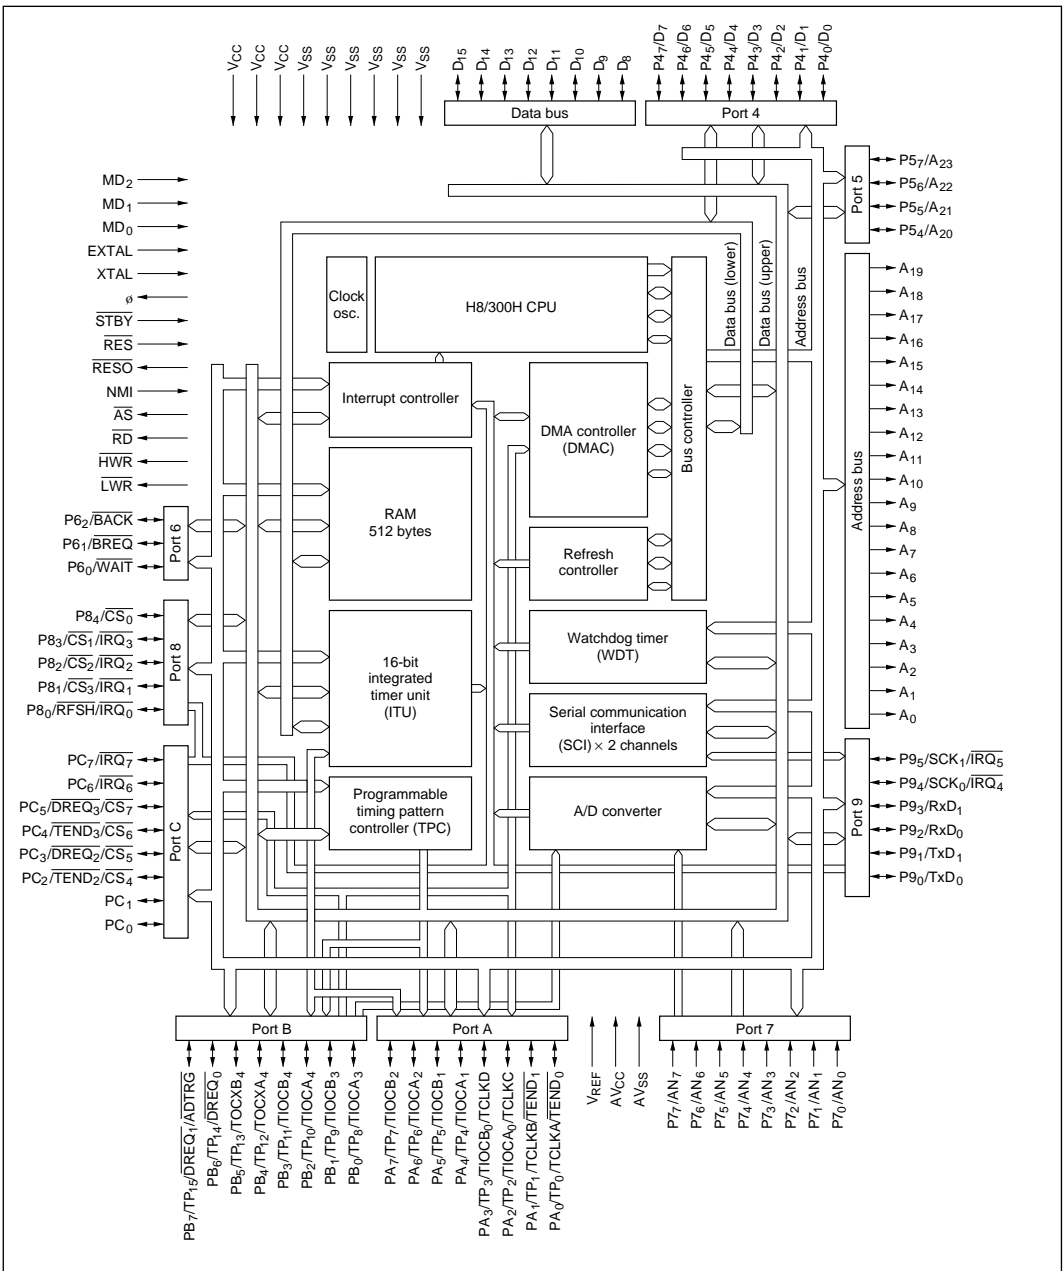 VCC
VCC
VCC
VSS
VSS
VSS
VSS
VSS
VSS
D15
D14
D13
D12
D11
D10
D9
D8
P47/D7
P46/D6
P45/D5
P44/D4
P43/D3
P42/D2
P41/D1
P40/D0
Data bus
Port 4
MD2
MD1
MD0
EXTAL
XTAL
ø
STBY
RES
RESO
NMI
AS
RD
HWR
LWR
P62/BACK
P61/BREQ
P60/WAIT
Port 6
P84/CS0
P83/CS1/IRQ3
P82/CS2/IRQ2
P81/CS3/IRQ1
P80/RFSH/IRQ0
Port 8
PC7/IRQ7
PC6/IRQ6
PC5/DREQ3/CS7
PC4/TEND3/CS6
PC3/DREQ2/CS5
PC2/TEND2/CS4
PC1
PC0
Port C
Clock
osc.
H8/300H CPU
Interrupt controller
RAM
512 bytes
16-bit
integrated
timer unit
(ITU)
Programmable
timing pattern
controller (TPC)
DMA controller
(DMAC)
Refresh
controller
Watchdog timer
(WDT)
Serial communication
interface
(SCI) × 2 channels
A/D converter
Bus controller
Data bus (lower)
Data bus (upper)
Address bus
Port 5
P57/A23
P56/A22
P55/A21
P54/A20
Address bus
A19
A18
A17
A16
A15
A14
A13
A12
A11
A10
A9
A8
A7
A6
A5
A4
A3
A2
A1
A0
Port 9
P95/SCK1/IRQ5
P94/SCK0/IRQ4
P93/RxD1
P92/RxD0
P91/TxD1
P90/TxD0
Port B
Port A
Port 7
PB7/TP15/DREQ1/ADTRG
PB6/TP14/DREQ0
PB5/TP13/TOCXB4
PB4/TP12/TOCXA4
PB3/TP11/TIOCB4
PB2/TP10/TIOCA4
PB1/TP9/TIOCB3
PB0/TP8/TIOCA3
PA7/TP7/TIOCB2
PA6/TP6/TIOCA2
PA5/TP5/TIOCB1
PA4/TP4/TIOCA1
PA3/TP3/TIOCB0/TCLKD
PA2/TP2/TIOCA0/TCLKC
PA1/TP1/TCLKB/TEND1
PA0/TP0/TCLKA/TEND0
VREF
AVCC
AVSS
P77/AN7
P76/AN6
P75/AN5
P74/AN4
P73/AN3
P72/AN2
P71/AN1
P70/AN0